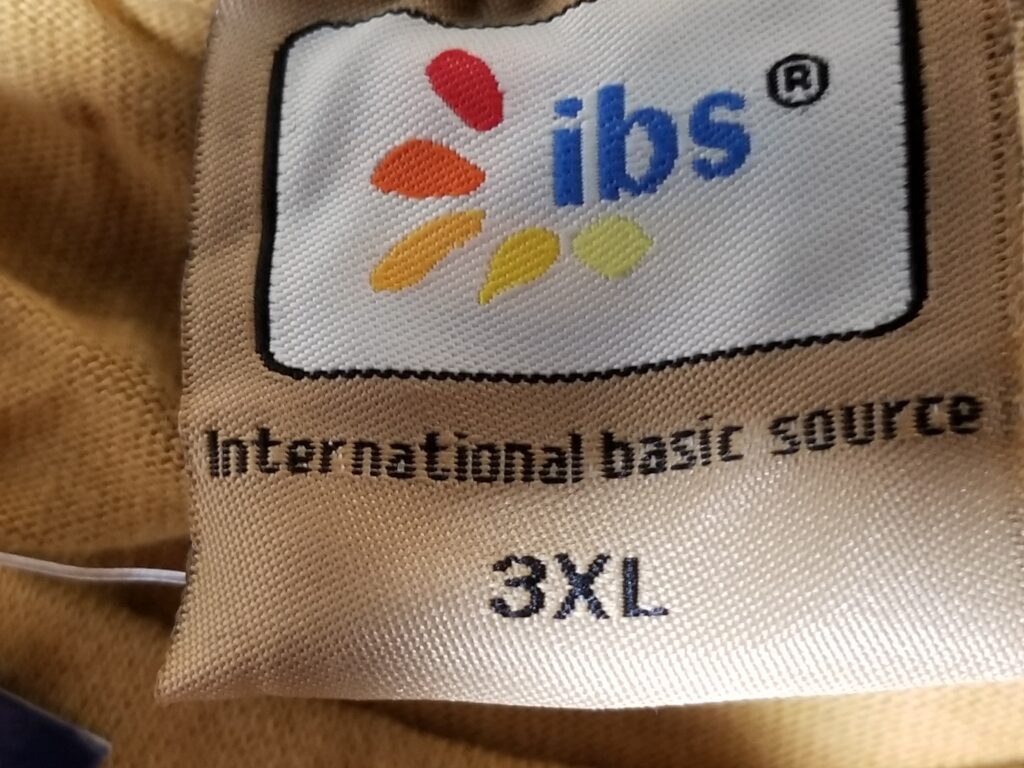 ibs®
International basic source
3XL